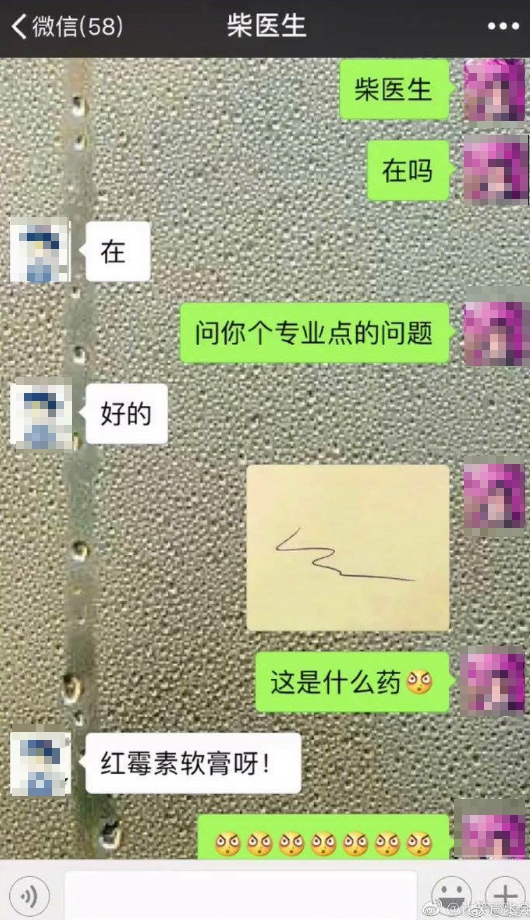 微信(58)
柴医生
柴医生
在吗
在
问你个专业点的问题
好的
这是什么药
红霉素软膏呀！